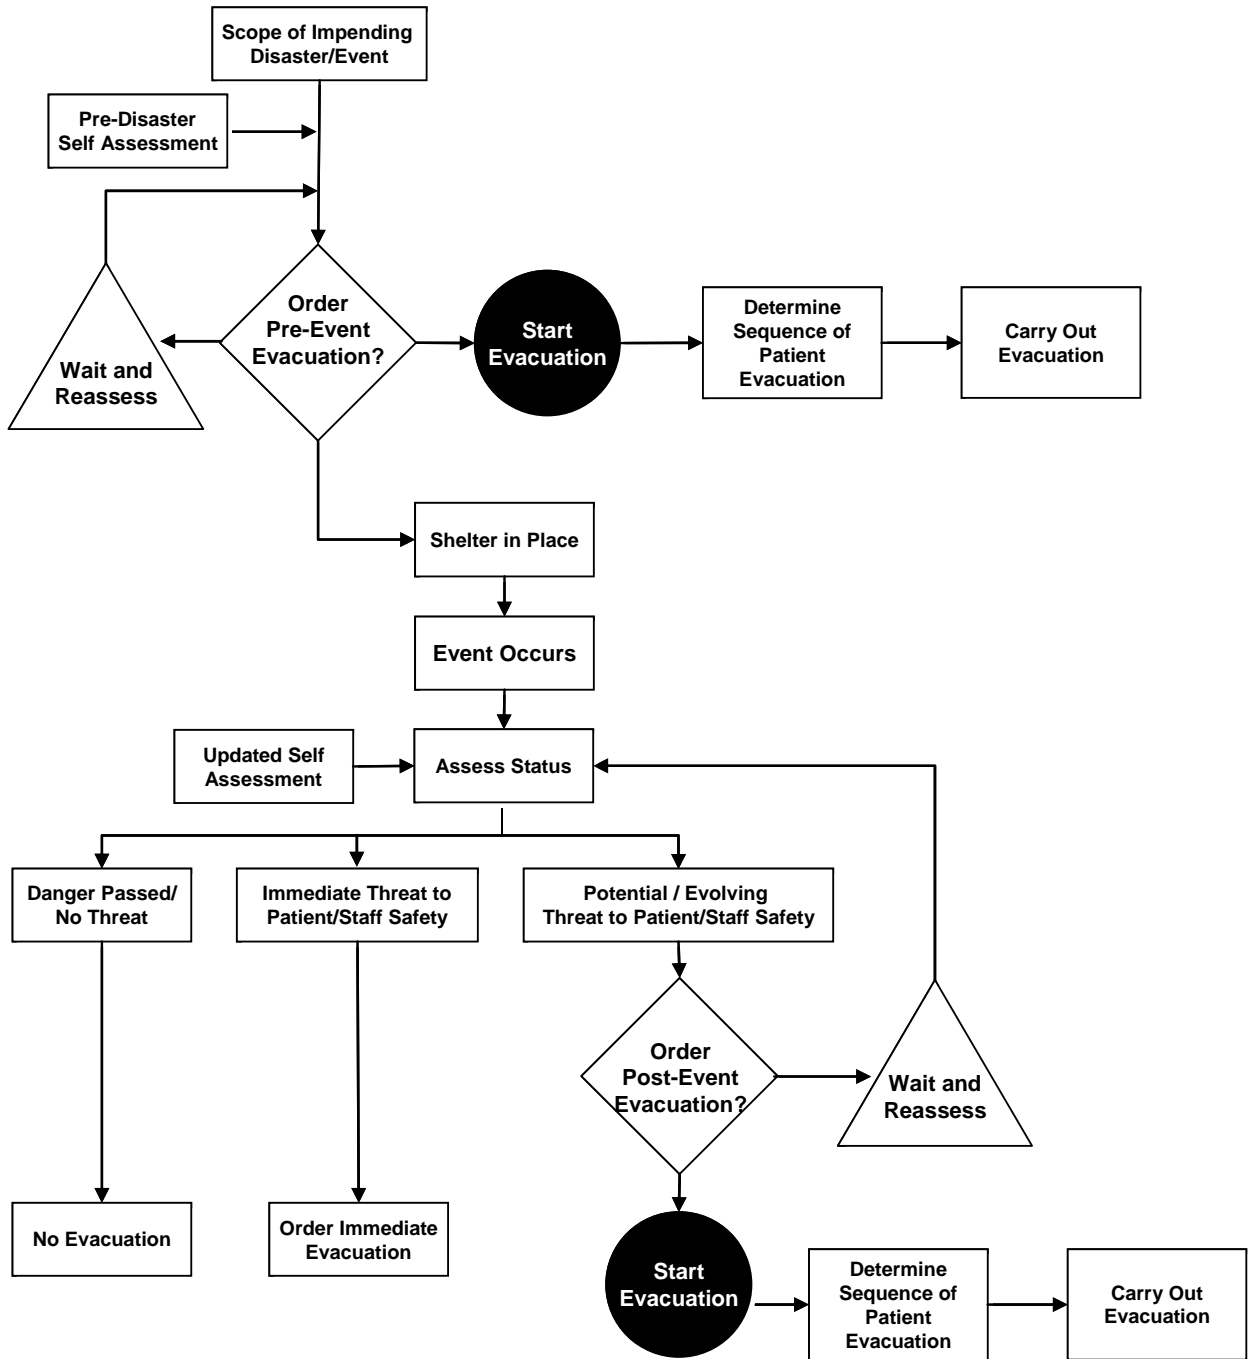 Scope of Impending
Disaster/Event
Pre-Disaster
Self Assessment
Order
Pre-Event
Evacuation?
Wait and
Reassess
Start
Evacuation
Determine
Sequence of
Patient
Evacuation
Carry Out
Evacuation
Shelter in Place
Event Occurs
Updated Self
Assessment
Assess Status
Danger Passed/
No Threat
Immediate Threat to
Patient/Staff Safety
Potential / Evolving
Threat to Patient/Staff Safety
Order
Post-Event
Evacuation?
Wait and
Reassess
No Evacuation
Order Immediate
Evacuation
Start
Evacuation
Determine
Sequence of
Patient
Evacuation
Carry Out
Evacuation